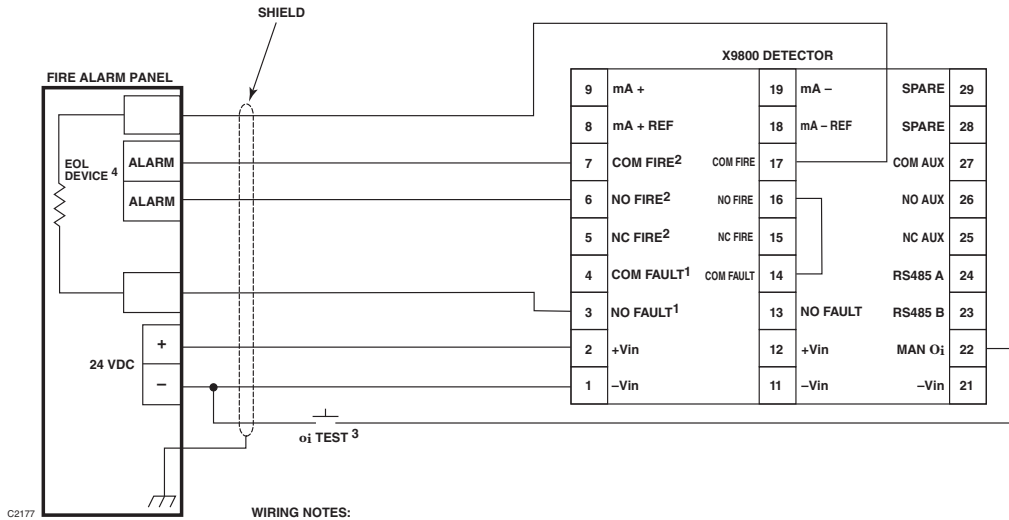 SHIELD
X9800 DETECTOR
FIRE ALARM PANEL
EOL
DEVICE 4
ALARM
ALARM
24 VDC
+
–
9 mA + 19 mA – SPARE 29
8 mA + REF 18 mA – REF SPARE 28
7 COM FIRE2 COM FIRE 17 COM AUX 27
6 NO FIRE2 NO FIRE 16 NO AUX 26
5 NC FIRE2 NC FIRE 15 NC AUX 25
4 COM FAULT1 COM FAULT 14 RS485 A 24
3 NO FAULT1 13 NO FAULT RS485 B 23
2 +Vin 12 +Vin MAN Oi 22
1 –Vin 11 –Vin –Vin 21
oi TEST 3
C2177
WIRING NOTES: